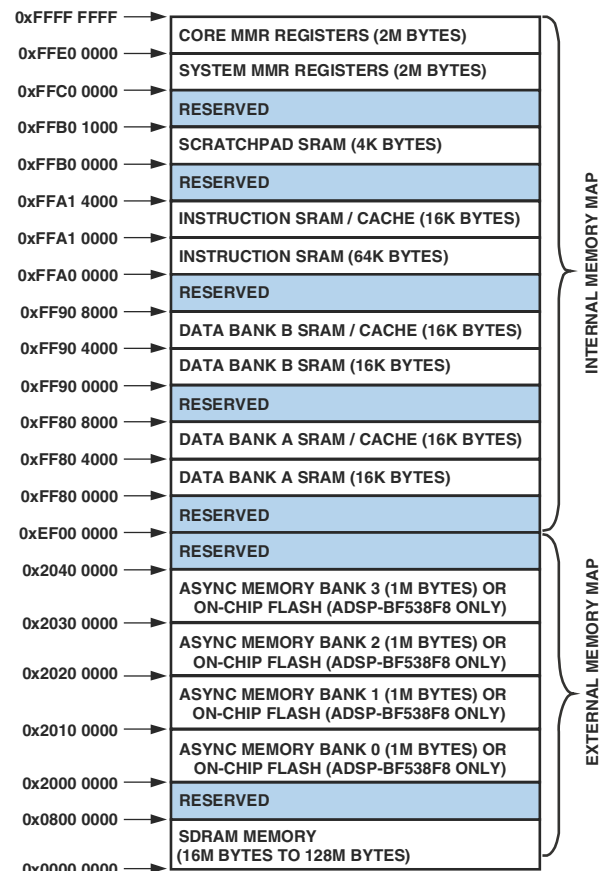 0xFFFF FFFF
CORE MMR REGISTERS (2M BYTES)
0xFFE0 0000
SYSTEM MMR REGISTERS (2M BYTES)
0xFFC0 0000
RESERVED
0xFFB0 1000
SCRATCHPAD SRAM (4K BYTES)
0xFFB0 0000
RESERVED
0xFFA1 4000
INSTRUCTION SRAM / CACHE (16K BYTES)
0xFFA1 0000
INSTRUCTION SRAM (64K BYTES)
0xFFA0 0000
RESERVED
0xFF90 8000
DATA BANK B SRAM / CACHE (16K BYTES)
0xFF90 4000
DATA BANK B SRAM (16K BYTES)
0xFF90 0000
RESERVED
0xFF80 8000
DATA BANK A SRAM / CACHE (16K BYTES)
0xFF80 4000
DATA BANK A SRAM (16K BYTES)
0xFF80 0000
RESERVED
0xEF00 0000
RESERVED
0x2040 0000
ASYNC MEMORY BANK 3 (1M BYTES) OR
ON-CHIP FLASH (ADSP-BF538F8 ONLY)
0x2030 0000
ASYNC MEMORY BANK 2 (1M BYTES) OR
ON-CHIP FLASH (ADSP-BF538F8 ONLY)
0x2020 0000
ASYNC MEMORY BANK 1 (1M BYTES) OR
ON-CHIP FLASH (ADSP-BF538F8 ONLY)
0x2010 0000
ASYNC MEMORY BANK 0 (1M BYTES) OR
ON-CHIP FLASH (ADSP-BF538F8 ONLY)
0x2000 0000
RESERVED
0x0800 0000
SDRAM MEMORY
(16M BYTES TO 128M BYTES)
0x0000 0000
INTERNAL MEMORY MAP
EXTERNAL MEMORY MAP